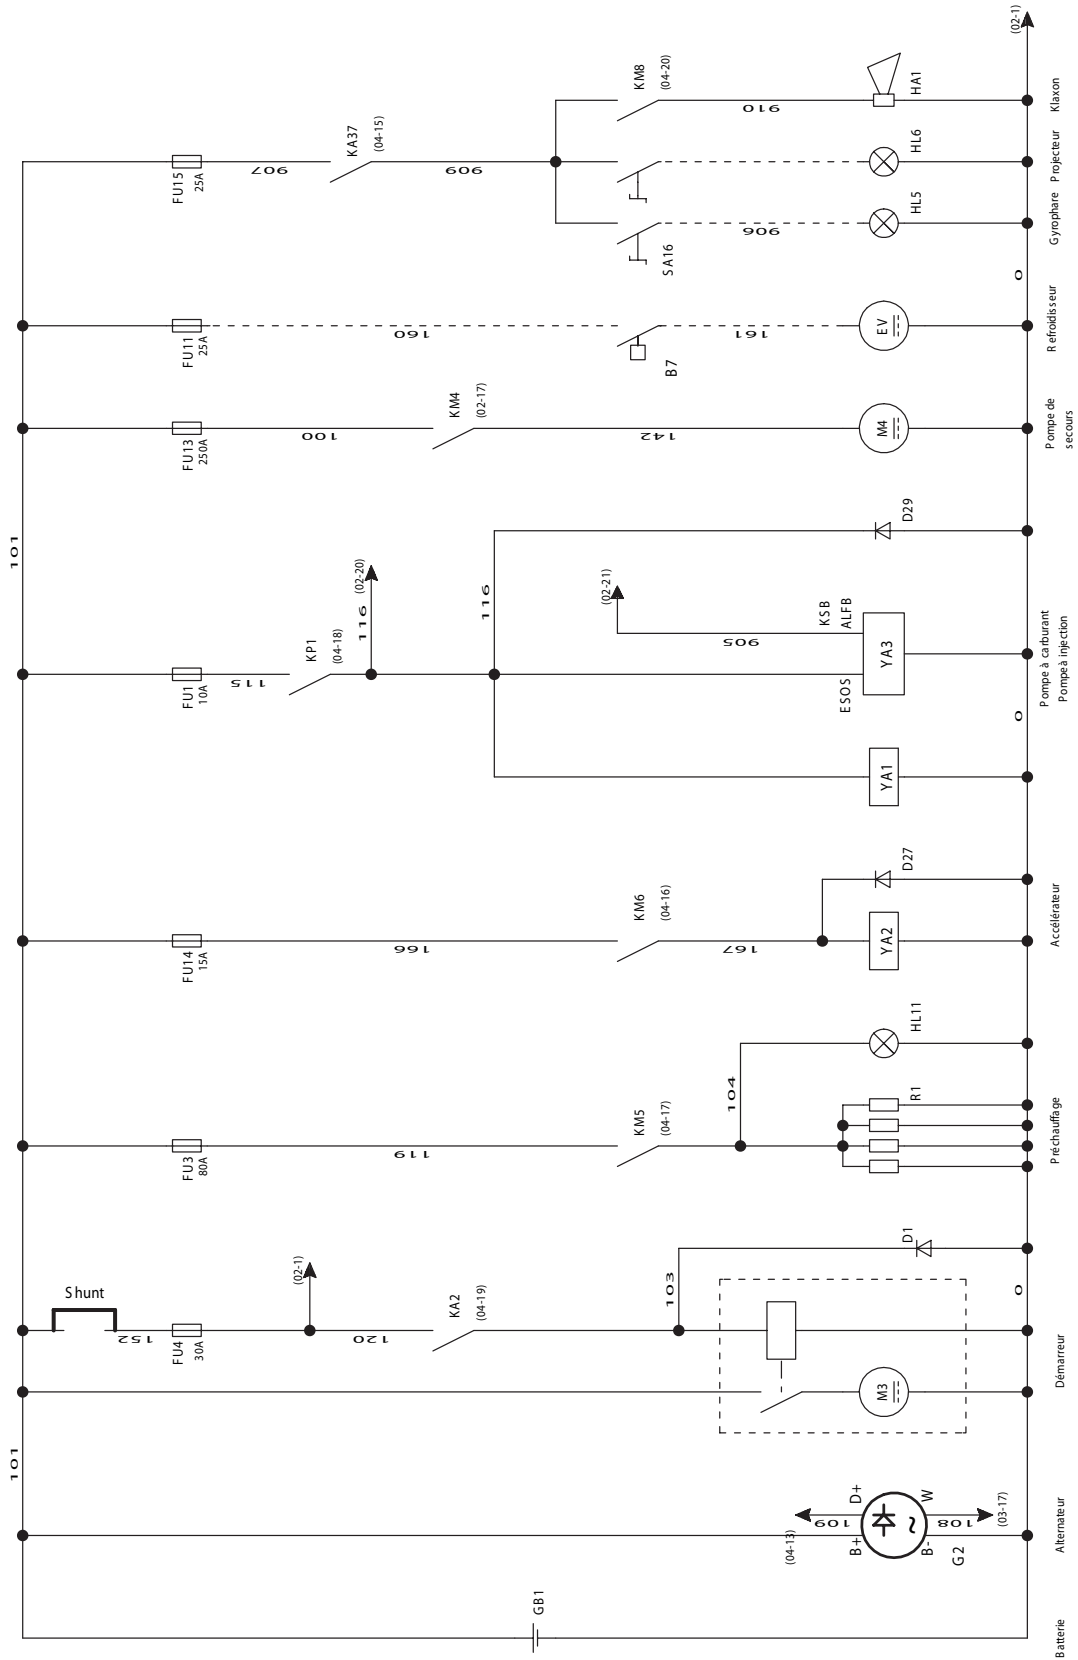 Batterie
GB1
101
Alternateur
B+
D+
109
(04-13)
B-
W
108
(03-17)
G2
Démarreur
M3
Shunt
152
FU4
30A
(02-1)
120
KA2
(04-19)
103
D1
0
Préchauffage
FU3
80A
119
KM5
(04-17)
104
R1
HL11
Accélérateur
FU14
15A
166
KM6
(04-16)
167
YA2
D27
Pompe à carburant
Pompe à injection
FU1
10A
115
KP1
(04-18)
911
(02-20)
911
YA1
ESOS
YA3
KSB
ALFB
905
(02-21)
D29
0
101
Pompe de
secours
FU13
250A
100
KM4
(02-17)
142
M4
Refroidisseur
FU11
25A
160
B7
161
EV
0
Gyrophare
Projecteur
Klaxon
FU15
25A
907
KA37
(04-15)
909
SA16
906
HL5
HL6
KM8
(04-20)
910
HA1
(02-1)